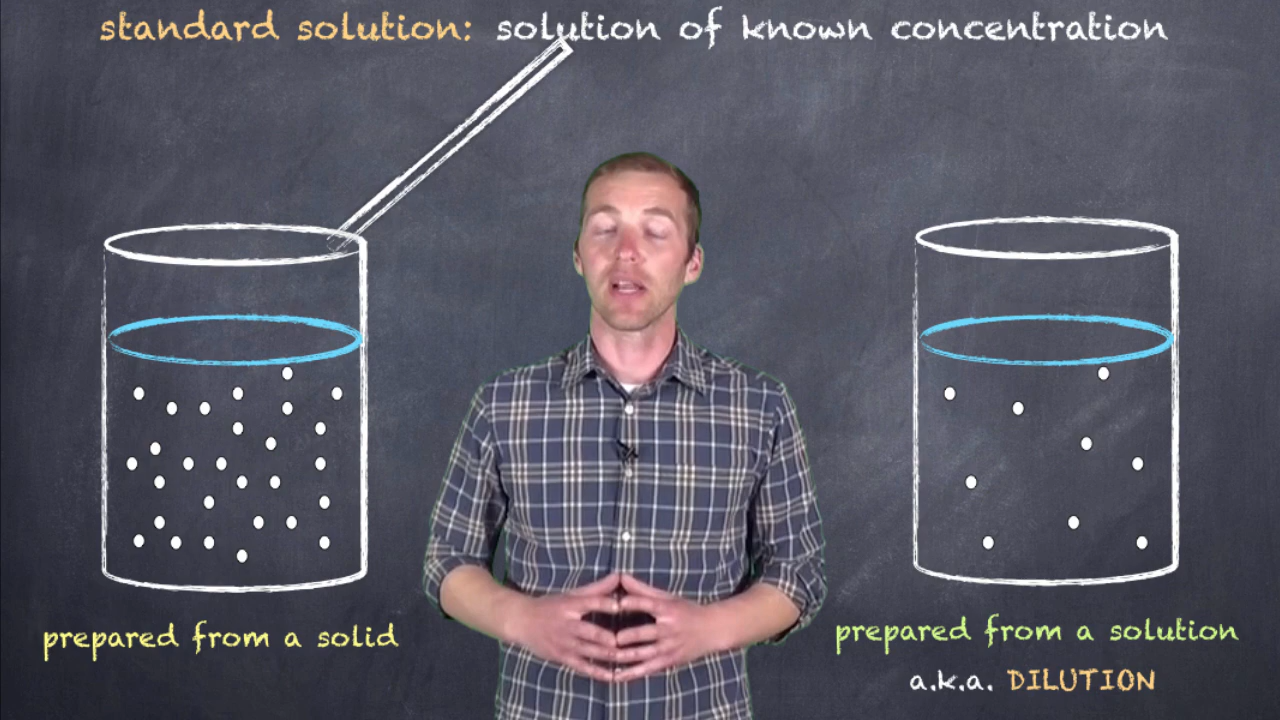 standard solution: solution of known concentration
prepared from a solid
prepared from a solution
a.k.a. DILUTION